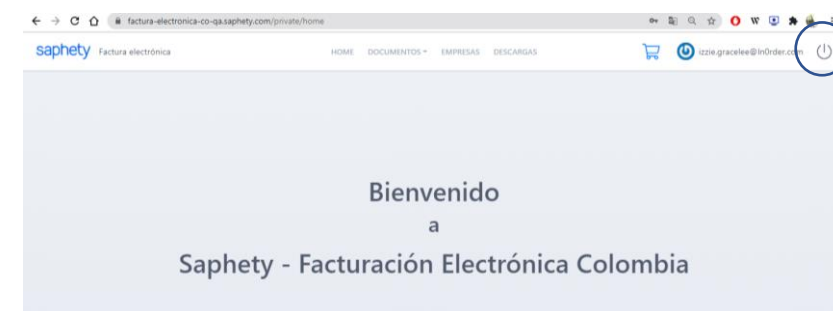 factura-electronica-co-qa.saphety.com/private/home
saphety Factura electrónica HOME DOCUMENTOS EMPRESAS DESCARGAS izzie.gracelee@In0rder.com
Bienvenido
a
Saphety - Facturación Electrónica Colombia